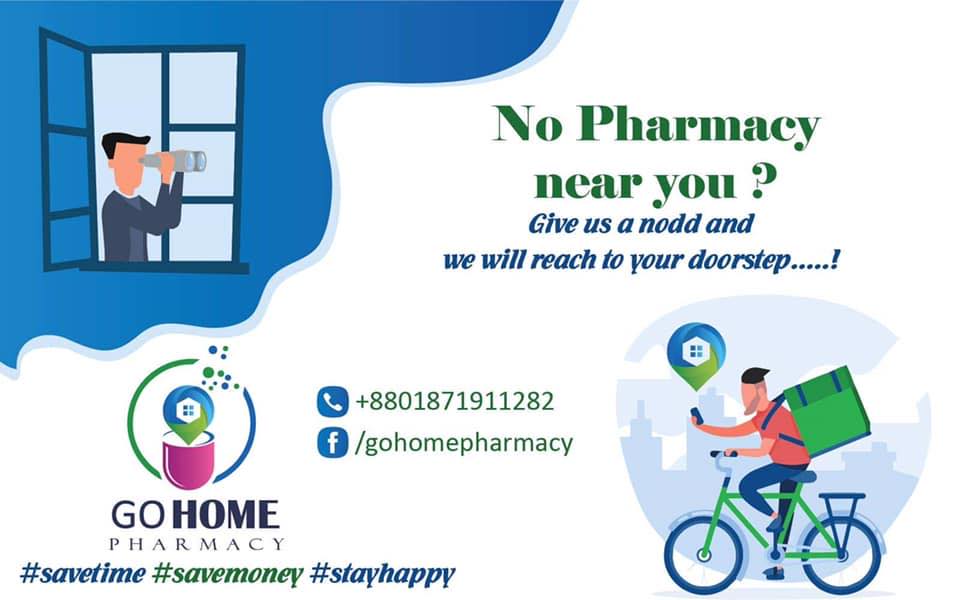 No Pharmacy
near you ?
Give us a nodd and
we will reach to your doorstep.....!
+8801871911282
/gohomepharmacy
GO HOME
PHARMACY
#savetime #savemoney #stayhappy